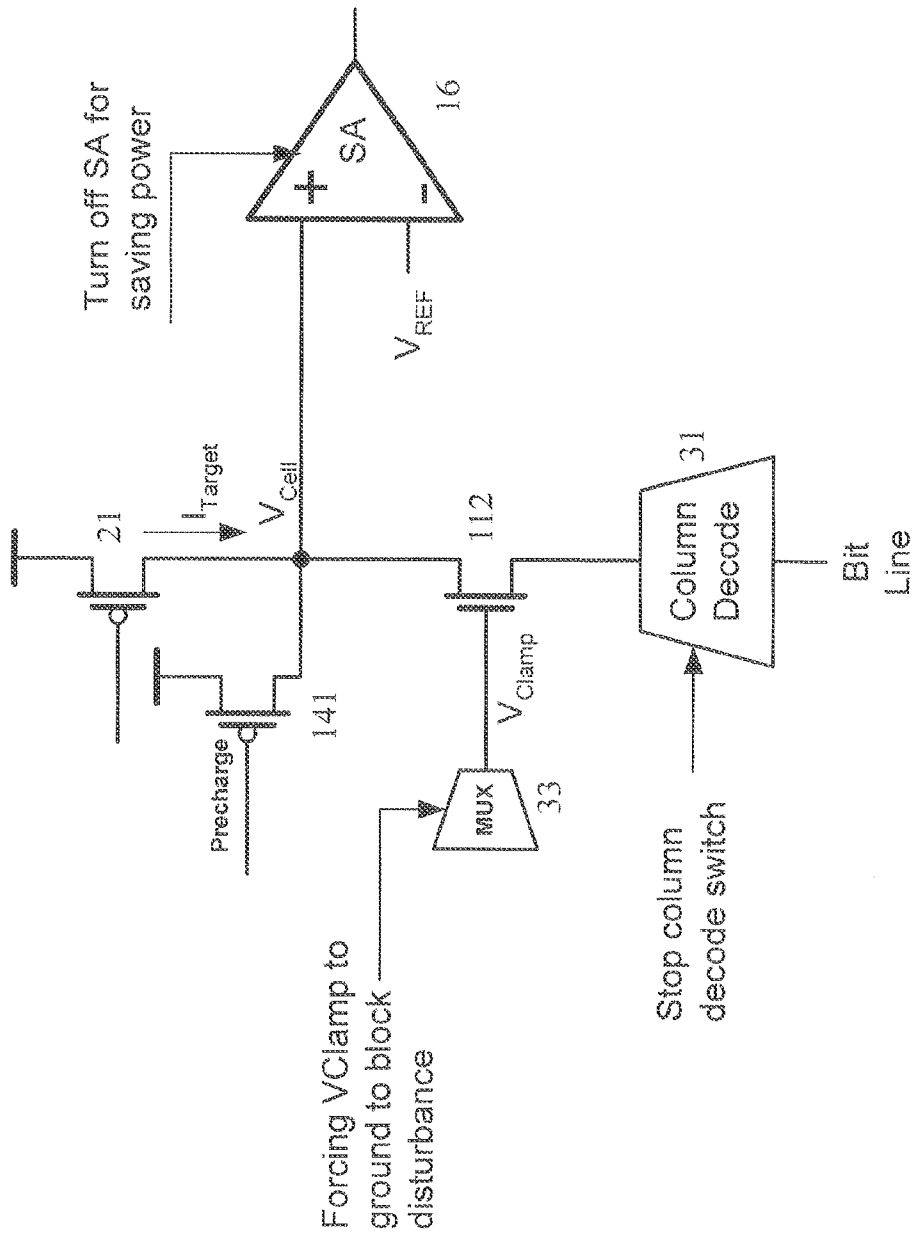 Turn off SA for
saving power
21
I_Target
V_Cell
+
SA
-
16
V_REF
Precharge
141
112
V_Clamp
MUX
33
Forcing VClamp to
ground to block
disturbance
Column
Decode
31
Stop column
decode switch
Bit
Line